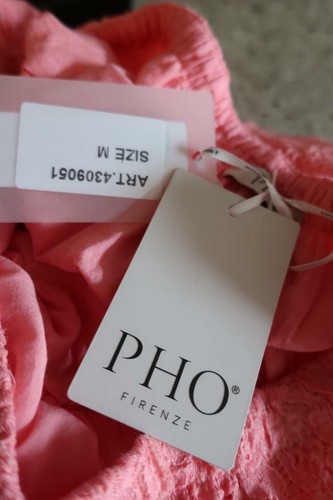 ART.4309051
SIZE M
PHO®
FIRENZE